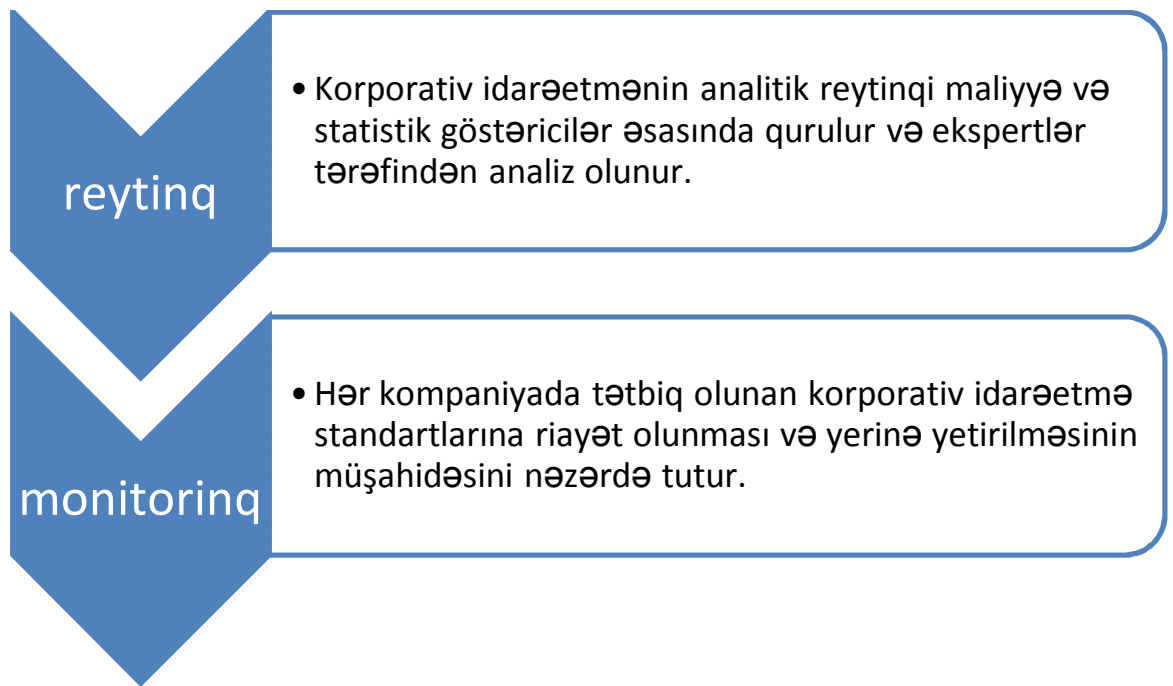 reytinq
• Korporativ idarəetmənin analitik reytinqi maliyyə və
statistik göstəricilər əsasında qurulur və ekspertlər
tərəfindən analiz olunur.
monitorinq
• Hər kompaniyada tətbiq olunan korporativ idarəetmə
standartlarına riayət olunması və yerinə yetirilməsinin
müşahidəsini nəzərdə tutur.